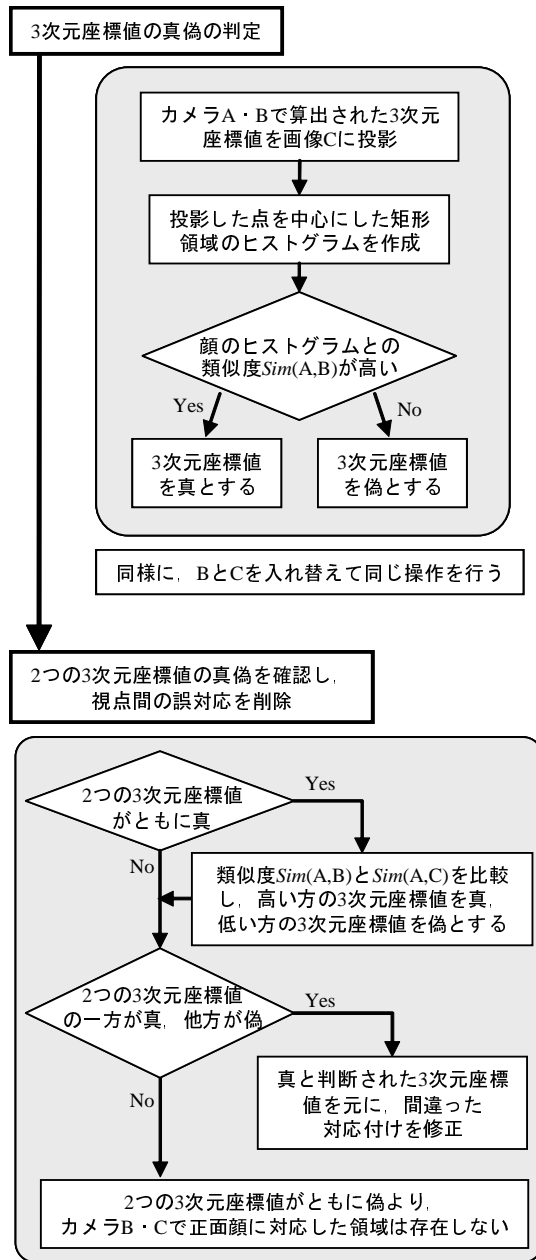 3次元座標値の真偽の判定
カメラA・Bで算出された3次元
座標値を画像Cに投影
投影した点を中心にした矩形
領域のヒストグラムを作成
顔のヒストグラムとの
類似度Sim(A,B)が高い
Yes
No
3次元座標値
を真とする
3次元座標値
を偽とする
同様に，BとCを入れ替えて同じ操作を行う
2つの3次元座標値の真偽を確認し，
視点間の誤対応を削除
2つの3次元座標値
がともに真
Yes
No
類似度Sim(A,B)とSim(A,C)を比較
し，高い方の3次元座標値を真，
低い方の3次元座標値を偽とする
2つの3次元座標値
の一方が真，他方が偽
Yes
No
真と判断された3次元座標
値を元に，間違った
対応付けを修正
2つの3次元座標値がともに偽より，
カメラB・Cで正面顔に対応した領域は存在しない